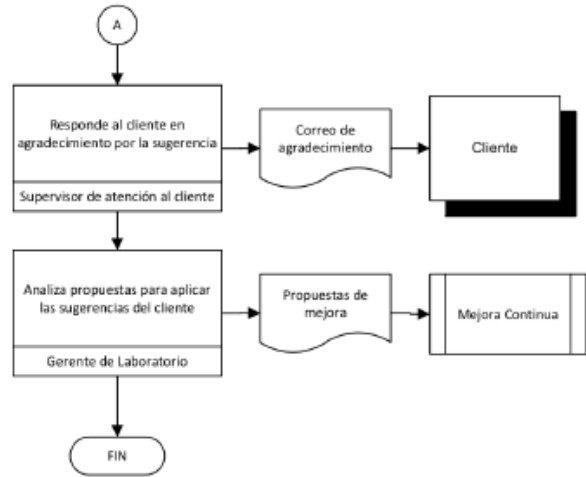 A
Responde al cliente en
agradecimiento por la sugerencia
Supervisor de atención al cliente
Correo de
agradecimiento
Cliente
Analiza propuestas para aplicar
las sugerencias del cliente
Gerente de Laboratorio
Propuestas de
mejora
Mejora Continua
FIN